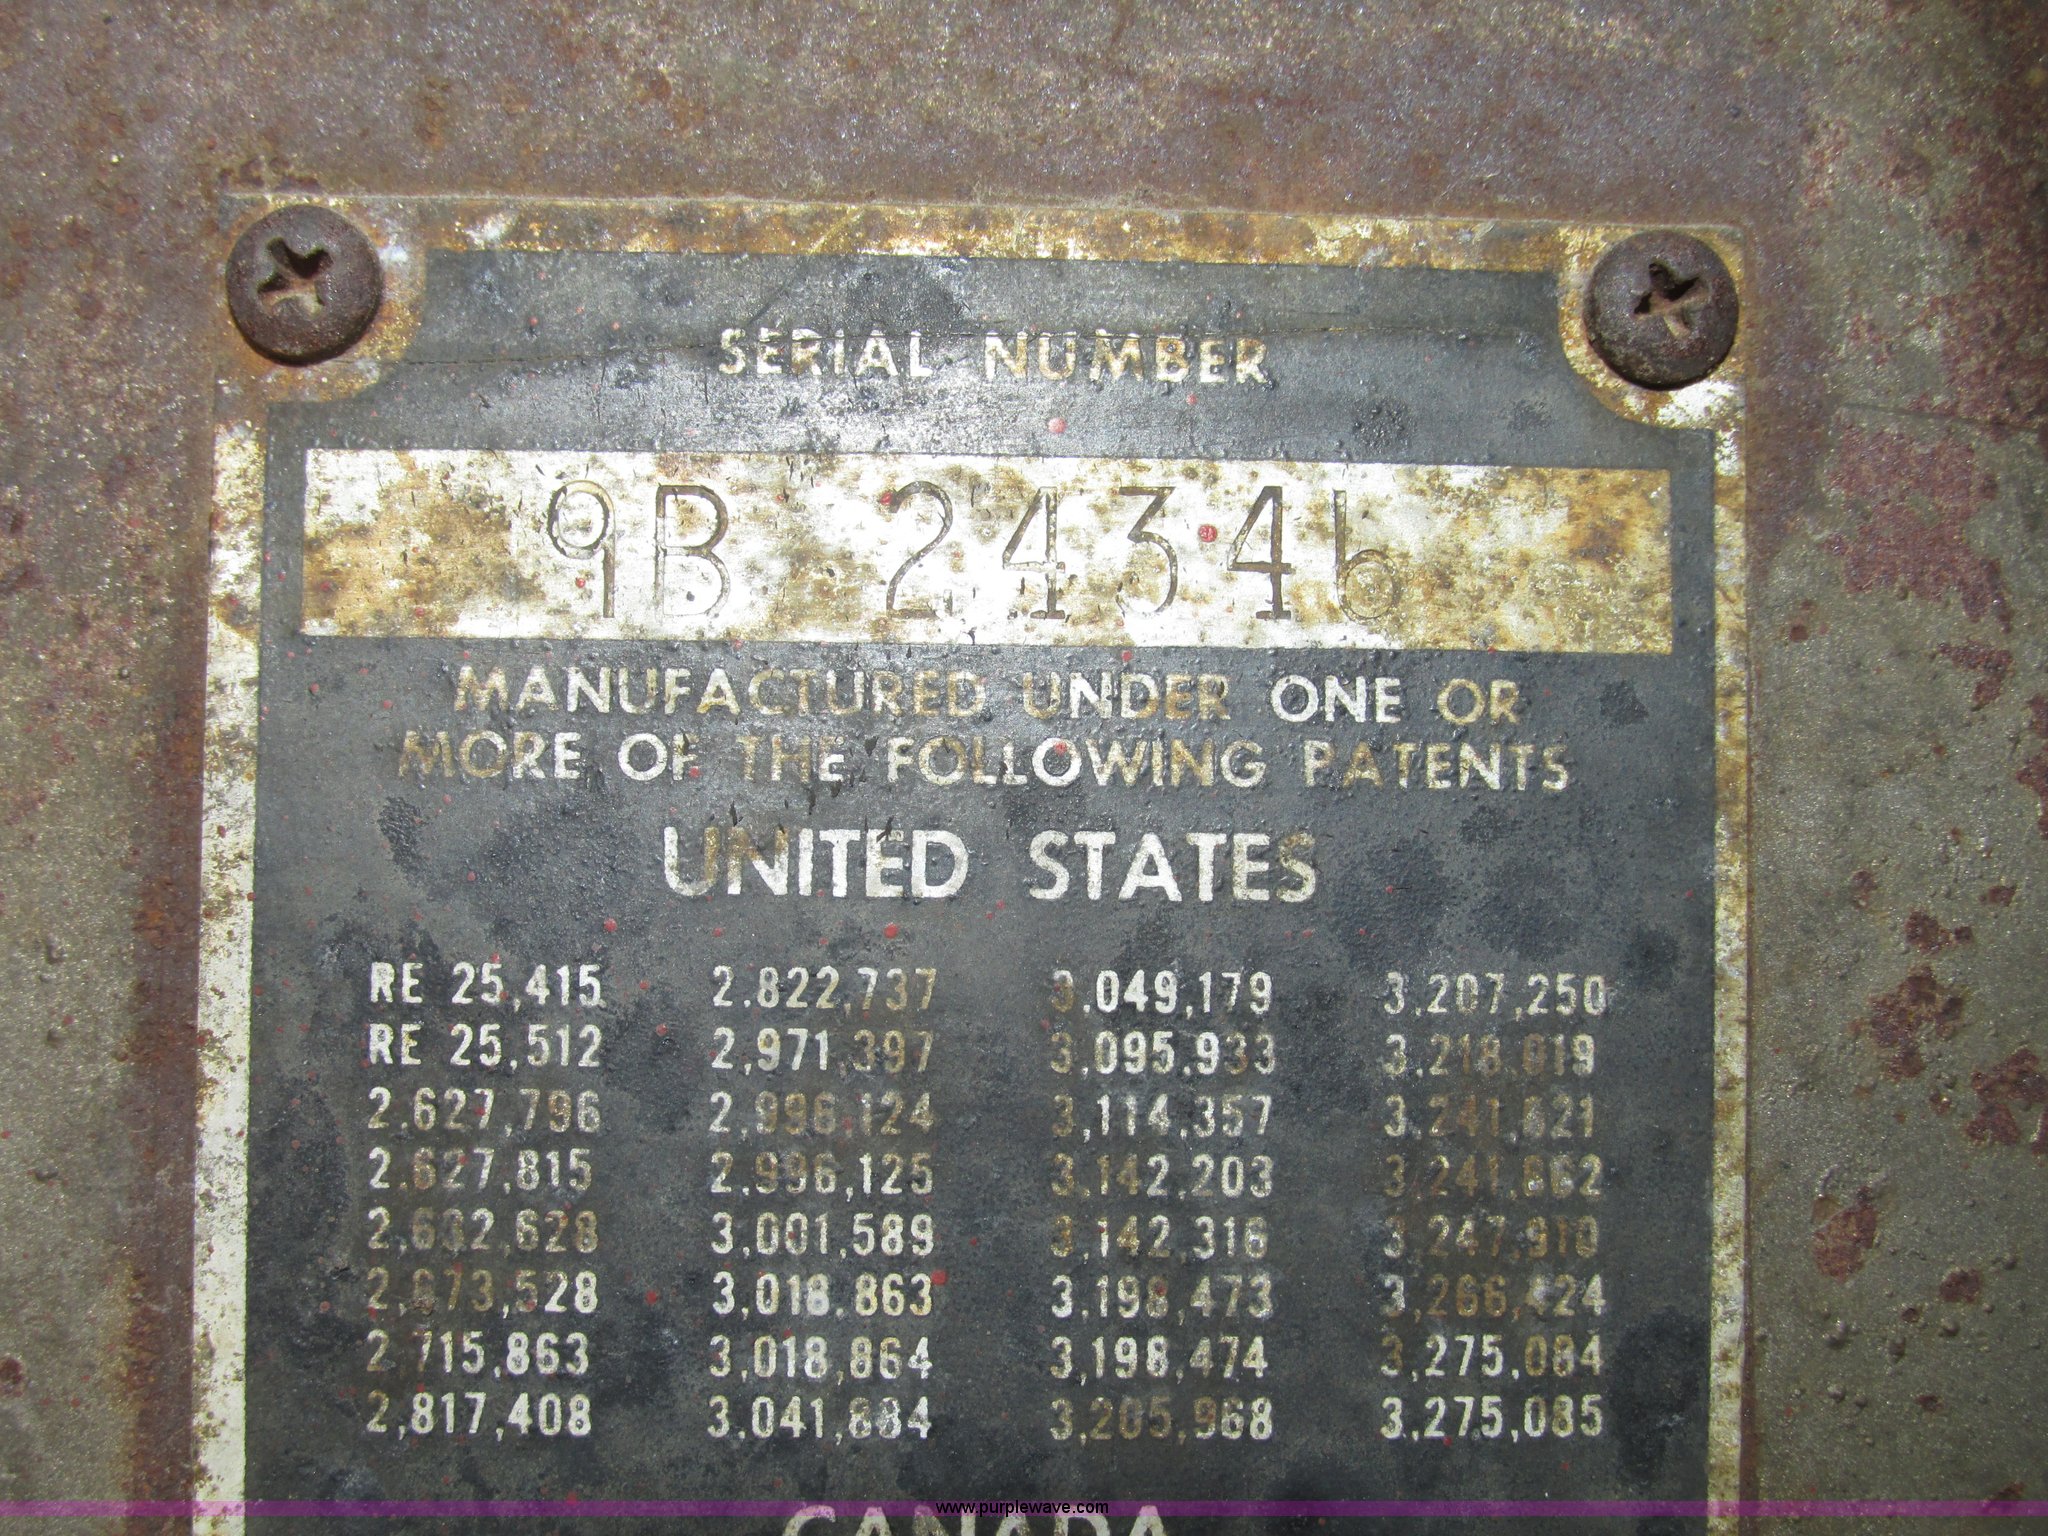 SERIAL NUMBER
9B 24346
MANUFACTURED UNDER ONE OR
MORE OF THE FOLLOWING PATENTS
UNITED STATES
RE 25,415 2,822,737 3,049,179 3,207,250
RE 25,512 2,971,397 3,095,933 3,218,019
2,627,796 2,996,124 3,114,357 3,241,621
2,627,815 2,996,125 3,142,203 3,241,662
2,632,628 3,001,589 3,142,316 3,247,910
2,673,528 3,018,863 3,198,473 3,266,424
2,715,863 3,018,864 3,198,474 3,275,084
2,817,408 3,041,884 3,205,968 3,275,085
CANADA
www.purplewave.com